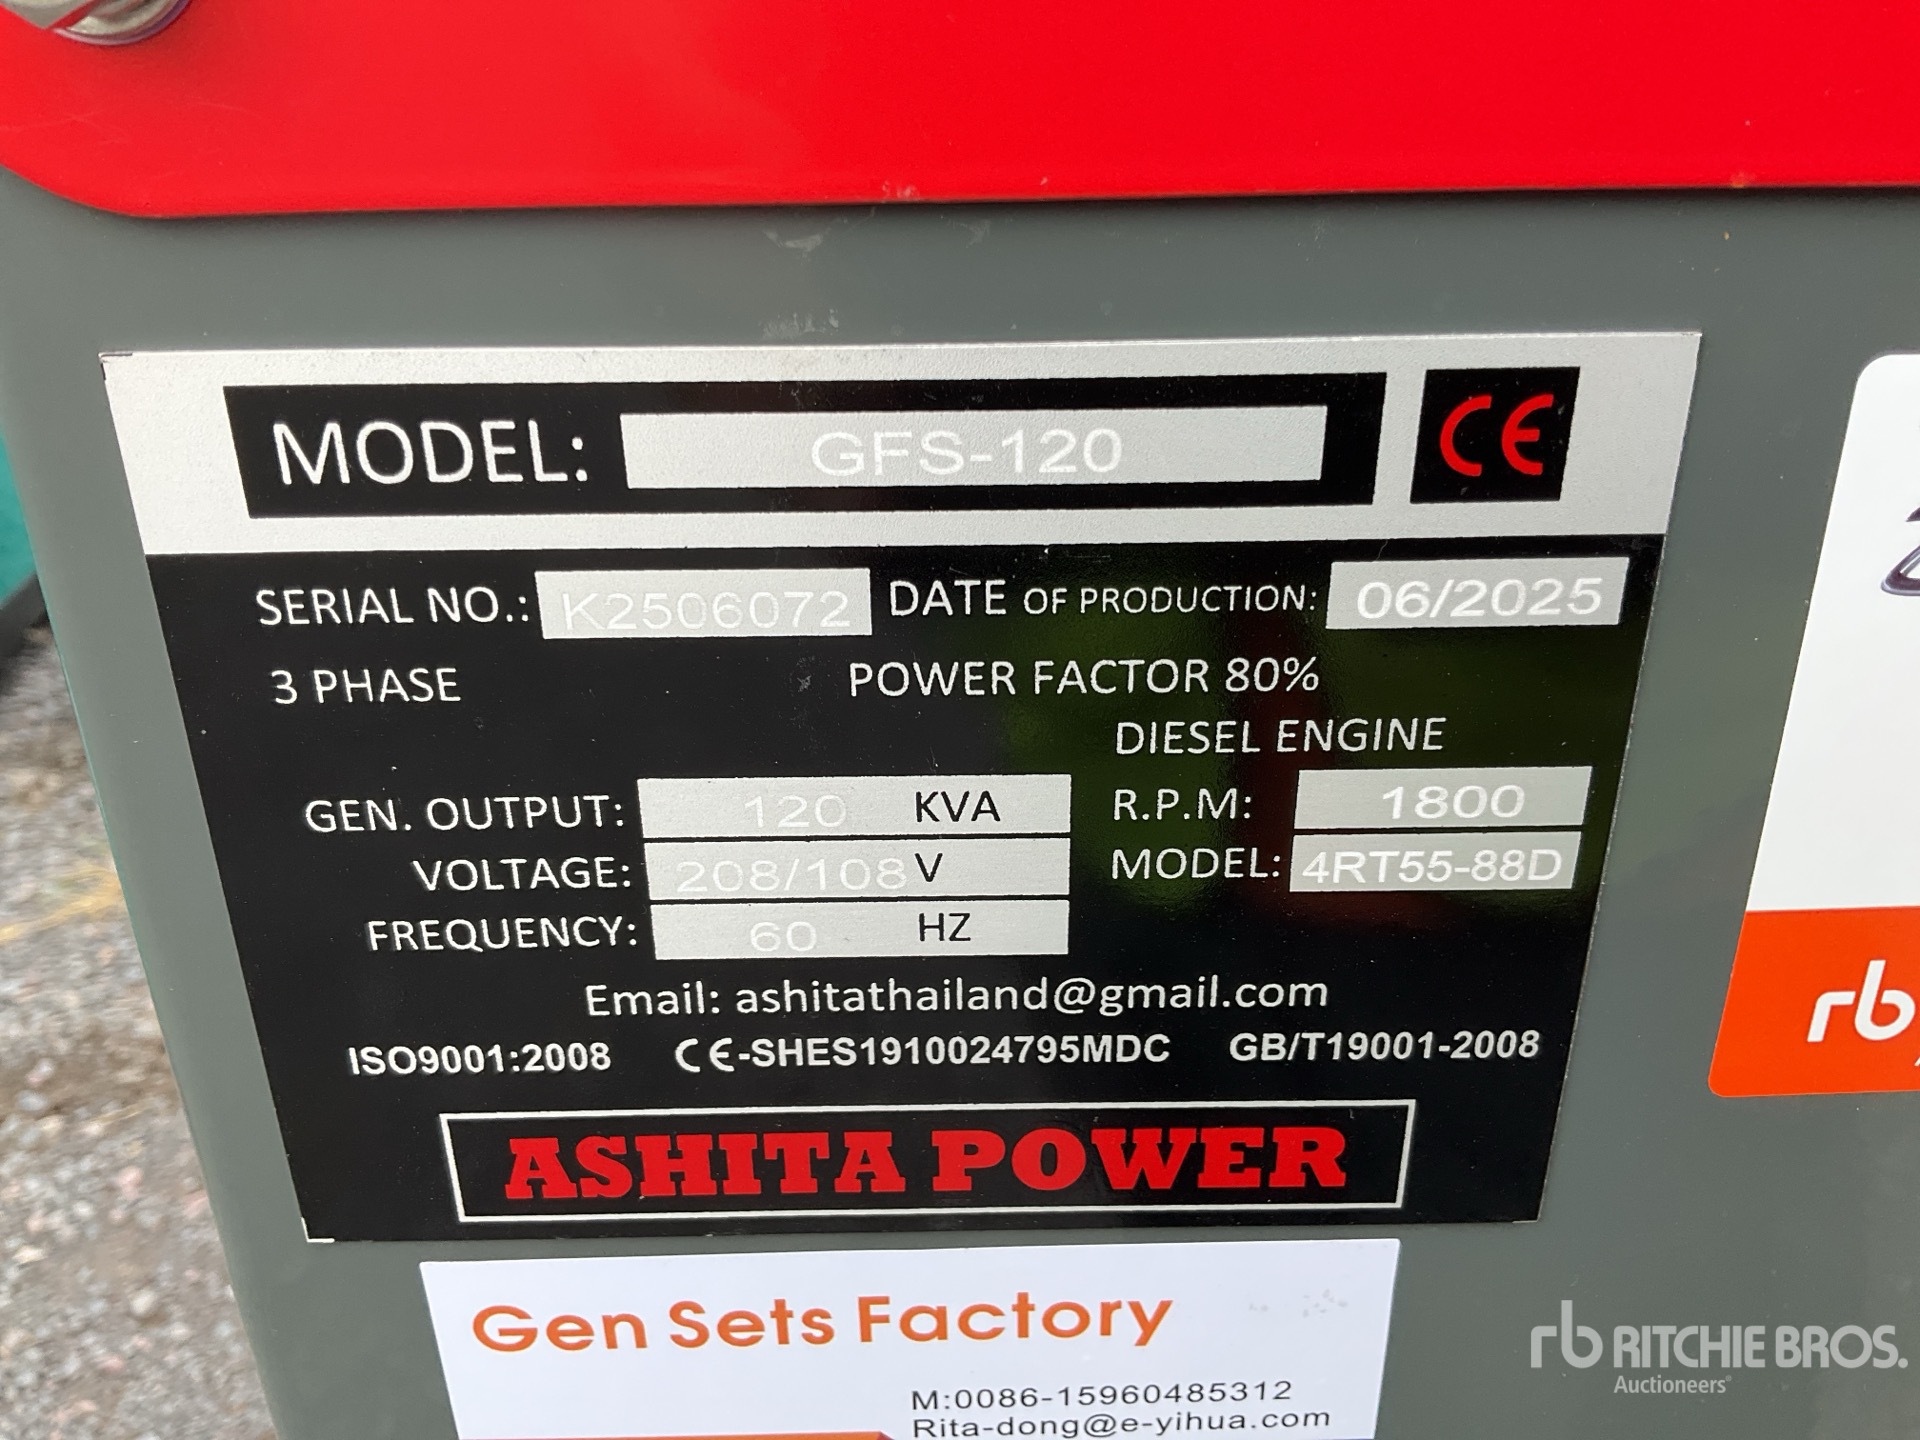 MODEL: GFS-120 CE
SERIAL NO.: K2506072 DATE OF PRODUCTION: 06/2025
3 PHASE POWER FACTOR 80%
DIESEL ENGINE
GEN. OUTPUT: 120 KVA R.P.M: 1800
VOLTAGE: 208/108 V MODEL: 4RT55-88D
FREQUENCY: 60 HZ
Email: ashitathailand@gmail.com
ISO9001:2008 CE-SHES1910024795MDC GB/T19001-2008
ASHITA POWER
rb
Gen Sets Factory
M:0086-15960485312
Rita-dong@e-yihua.com
rb RITCHIE BROS.
Auctioneers